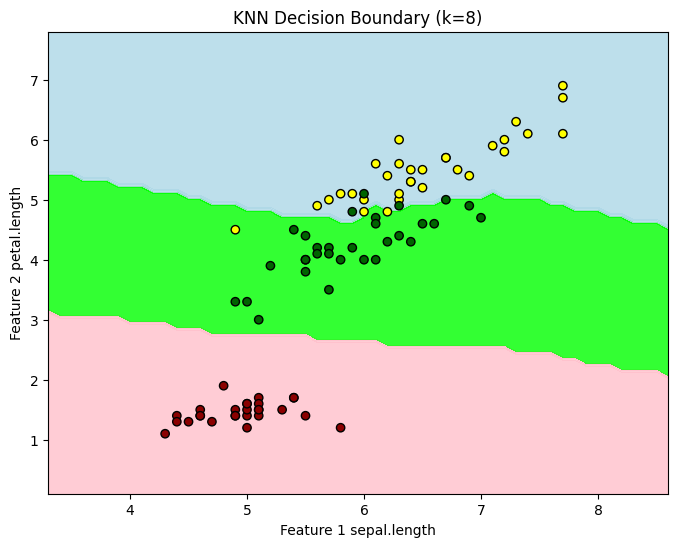 KNN Decision Boundary (k=8)
7
6
5
4
3
2
1
Feature 2 petal.length
4 5 6 7 8
Feature 1 sepal.length